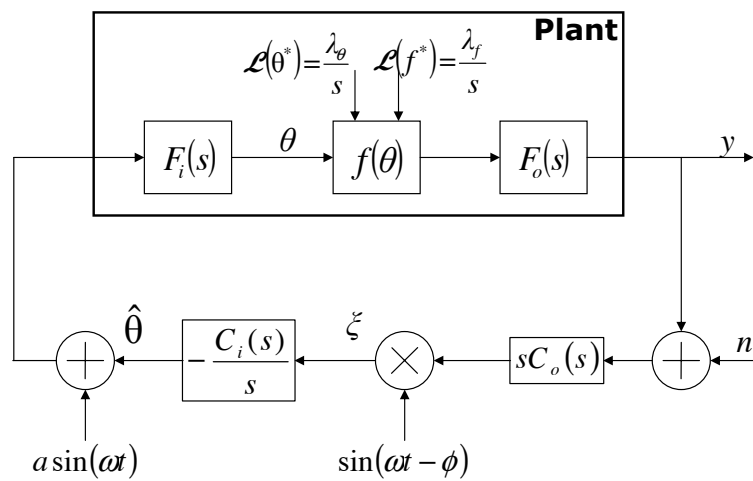 Plant
ℒ(θ*)=λ_θ/s
ℒ(f*)=λ_f/s
F_i(s)
θ
f(θ)
F_o(s)
y
θ̂
-C_i(s)/s
ξ
×
sC_o(s)
+
n
+
a sin(ωt)
sin(ωt − ϕ)